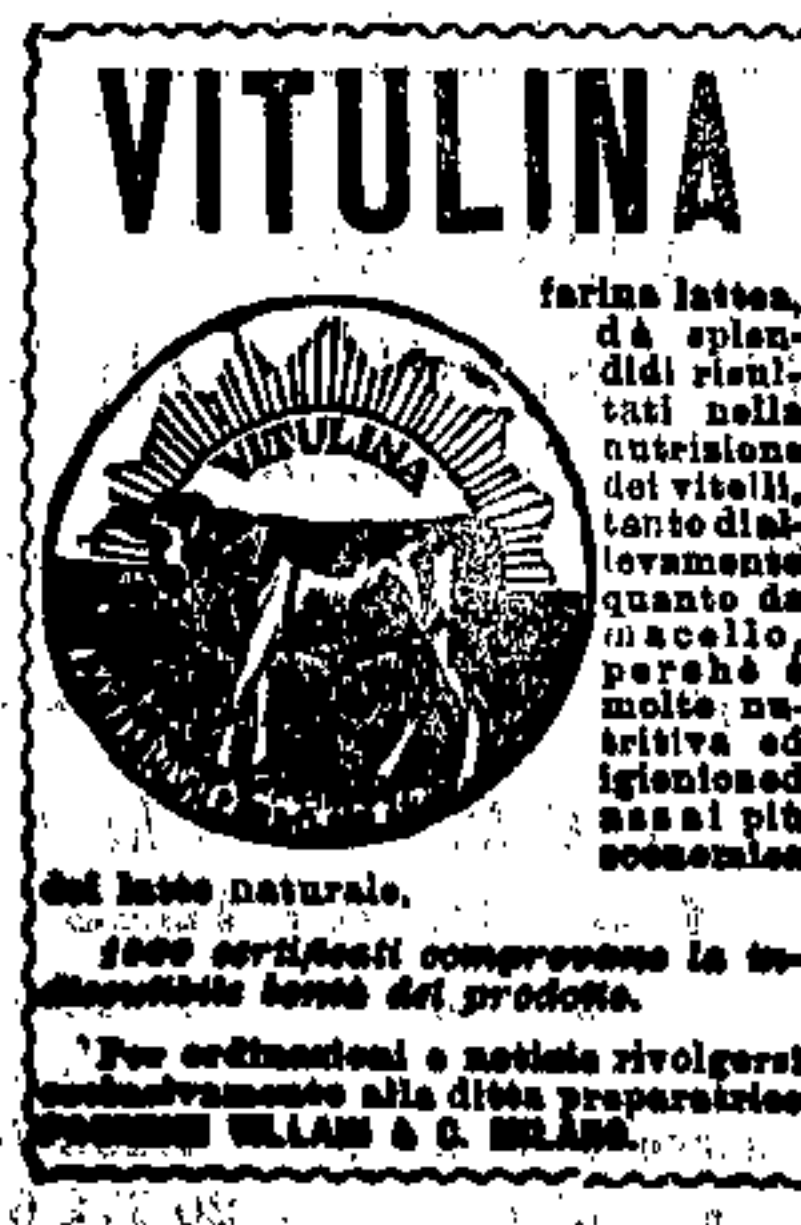 VITULINA
farina lattea,
dà splen-
didi risul-
tati nella
nutrizione
dei vitelli,
tanto di al-
levamento
quanto da
macello,
perchè è
molto nu-
tritiva ed
igienica ed
assai più
economica
VITULINA
del latte naturale.
certificati comprovano la in-
discutibile bontà del prodotto.
Per ordinazioni e notizie rivolgersi
esclusivamente alla ditta preparatrice
VILLANI & C. MILANO.